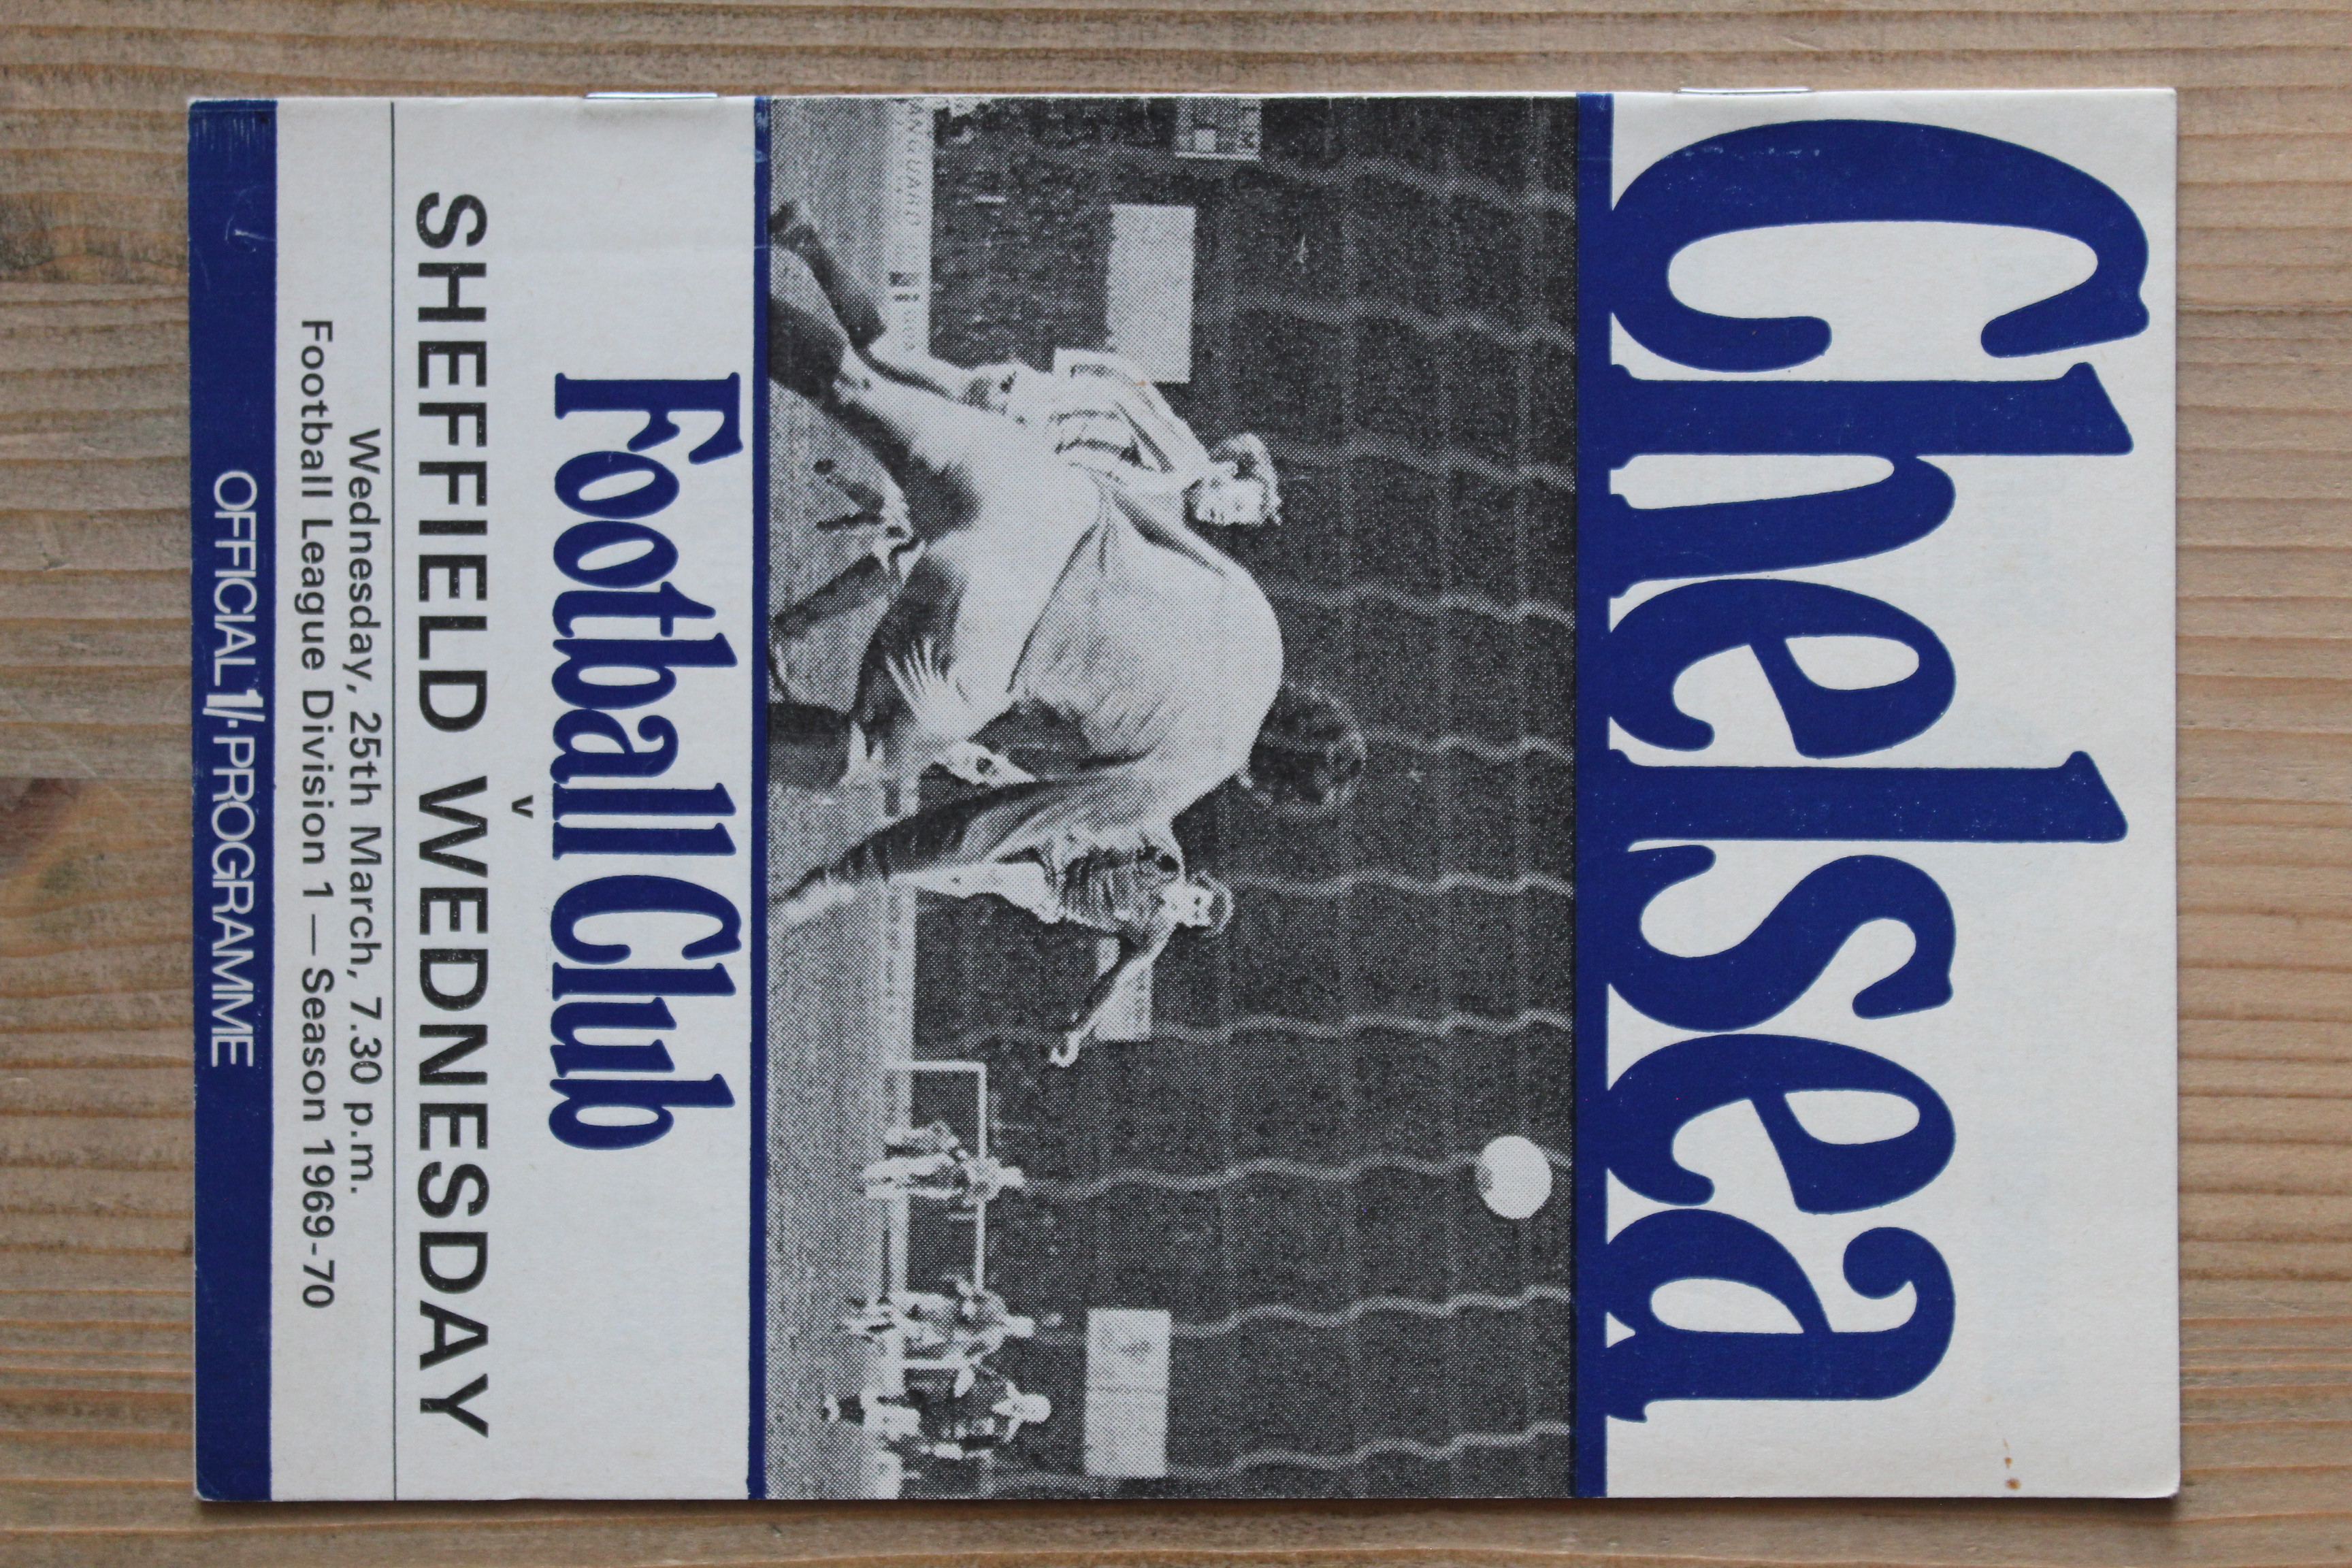 Chelsea
Football Club
v
SHEFFIELD WEDNESDAY
Wednesday, 25th March, 7.30 p.m.
Football League Division 1 — Season 1969-70
OFFICIAL 1/- PROGRAMME